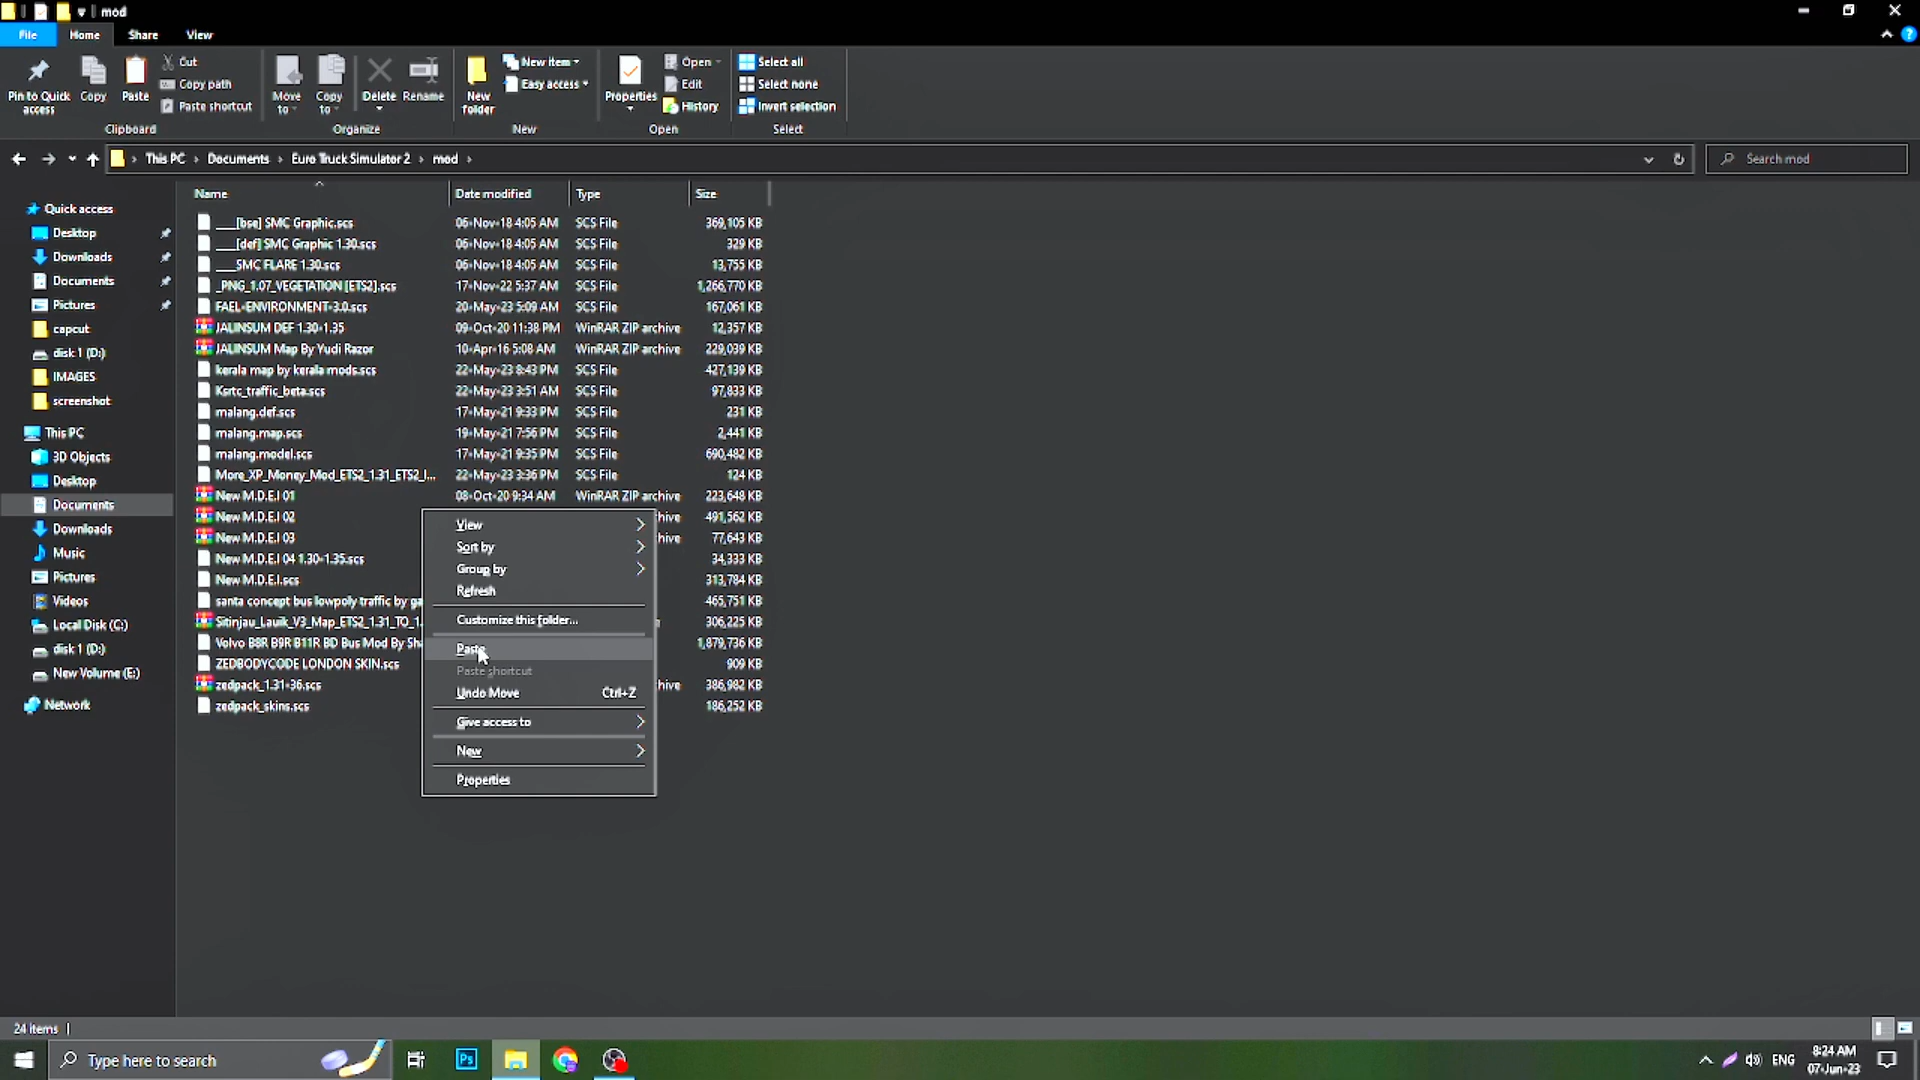 mod
File Home Share View
Pin to Quick access
Copy
Paste
Cut
Copy path
Paste shortcut
Clipboard
Move to
Copy to
Delete
Rename
Organize
New folder
New item
Easy access
New
Properties
Open
Edit
History
Open
Select all
Select none
Invert selection
Select
This PC › Documents › Euro Truck Simulator 2 › mod ›
Search mod
Quick access
Desktop
Downloads
Documents
Pictures
capcut
disk 1 (D:)
IMAGES
screenshot
This PC
3D Objects
Desktop
Documents
Downloads
Music
Pictures
Videos
Local Disk (C:)
disk 1 (D:)
New Volume (E:)
Network
Name Date modified Type Size
___[bse] SMC Graphic.scs 06-Nov-18 4:05 AM SCS File 369,105 KB
___[def] SMC Graphic 1.30.scs 06-Nov-18 4:05 AM SCS File 329 KB
___SMC FLARE 1.30.scs 06-Nov-18 4:05 AM SCS File 13,755 KB
_PNG_1.07_VEGETATION [ETS2].scs 17-Nov-22 5:37 AM SCS File 1,266,770 KB
FAEL-ENVIRONMENT-3.0.scs 20-May-23 5:09 AM SCS File 167,061 KB
JALINSUM DEF 1.30-1.35 09-Oct-20 11:38 PM WinRAR ZIP archive 12,357 KB
JALINSUM Map By Yudi Razor 10-Apr-16 5:08 AM WinRAR ZIP archive 229,039 KB
kerala map by kerala mods.scs 22-May-23 8:43 PM SCS File 427,139 KB
Ksrtc_traffic_beta.scs 22-May-23 3:51 AM SCS File 97,833 KB
malang.def.scs 17-May-21 9:33 PM SCS File 231 KB
malang.map.scs 19-May-21 7:56 PM SCS File 2,441 KB
malang.model.scs 17-May-21 9:35 PM SCS File 690,482 KB
More_XP_Money_Mod_ETS2_1.31_ETS2_I... 22-May-23 3:36 PM SCS File 124 KB
New M.D.E.I 01 08-Oct-20 9:34 AM WinRAR ZIP archive 223,648 KB
New M.D.E.I 02 hive 491,562 KB
New M.D.E.I 03 hive 77,643 KB
New M.D.E.I 04 1.30-1.35.scs 34,333 KB
New M.D.E.I.scs 313,784 KB
santa concept bus lowpoly traffic by ga 465,751 KB
Sitinjau_Lauik_V3_Map_ETS2_1.31_TO_1. 306,225 KB
Volvo B8R B9R B11R BD Bus Mod By Sha 1,879,736 KB
ZEDBODYCODE LONDON SKIN.scs 909 KB
zedpack_1.31-36.scs hive 386,982 KB
zedpack_skins.scs 186,252 KB
View
Sort by
Group by
Refresh
Customize this folder...
Paste
Paste shortcut
Undo Move Ctrl+Z
Give access to
New
Properties
24 items
Type here to search
Ps
ENG
8:24 AM
07-Jun-23